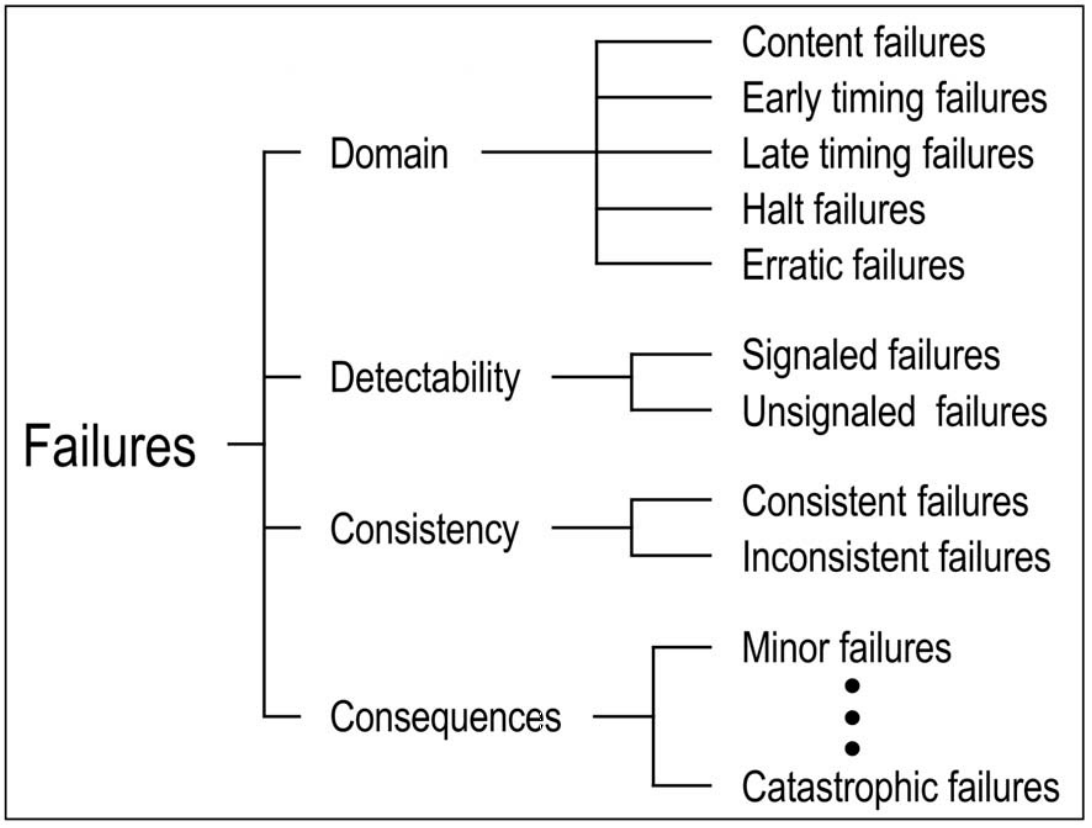 Content failures
Early timing failures
Domain
Late timing failures
Halt failures
Erratic failures
Signaled failures
Detectability
Unsignaled failures
Failures
Consistent failures
Consistency
Inconsistent failures
Minor failures
Consequences
Catastrophic failures